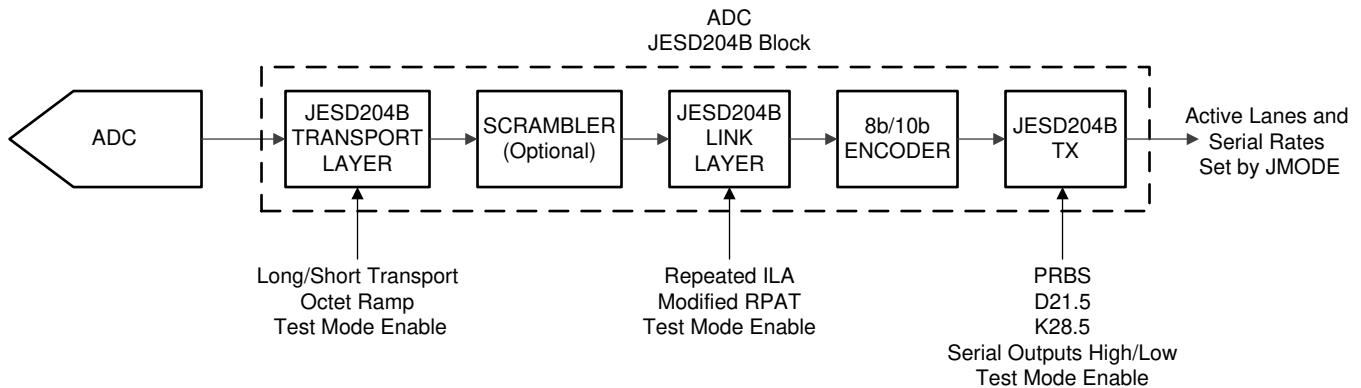 ADC
JESD204B Block
ADC
JESD204B
TRANSPORT
LAYER
SCRAMBLER
(Optional)
JESD204B
LINK
LAYER
8b/10b
ENCODER
JESD204B
TX
Active Lanes and
Serial Rates
Set by JMODE
Long/Short Transport
Octet Ramp
Test Mode Enable
Repeated ILA
Modified RPAT
Test Mode Enable
PRBS
D21.5
K28.5
Serial Outputs High/Low
Test Mode Enable